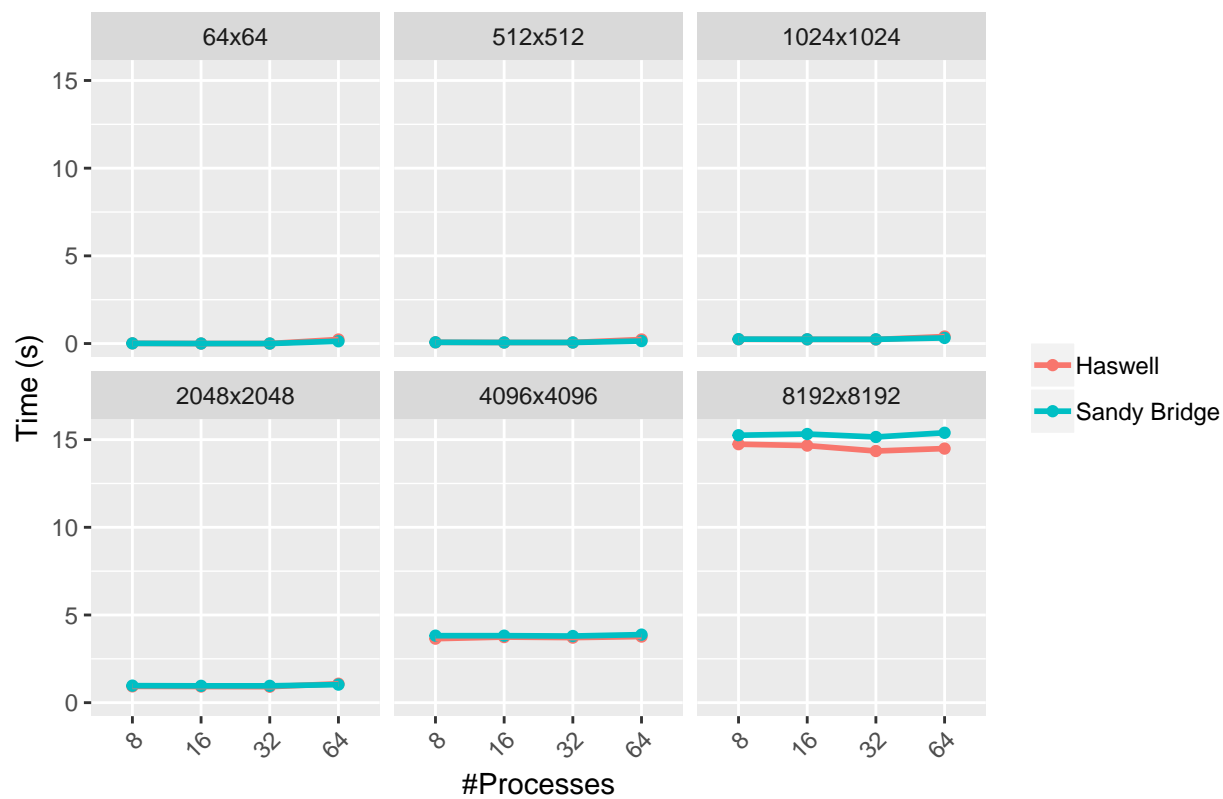 64x64 512x512 1024x1024
15
10
5
0
2048x2048 4096x4096 8192x8192
15
10
5
0
8 16 32 64 8 16 32 64 8 16 32 64
#Processes
Time (s)
Haswell
Sandy Bridge